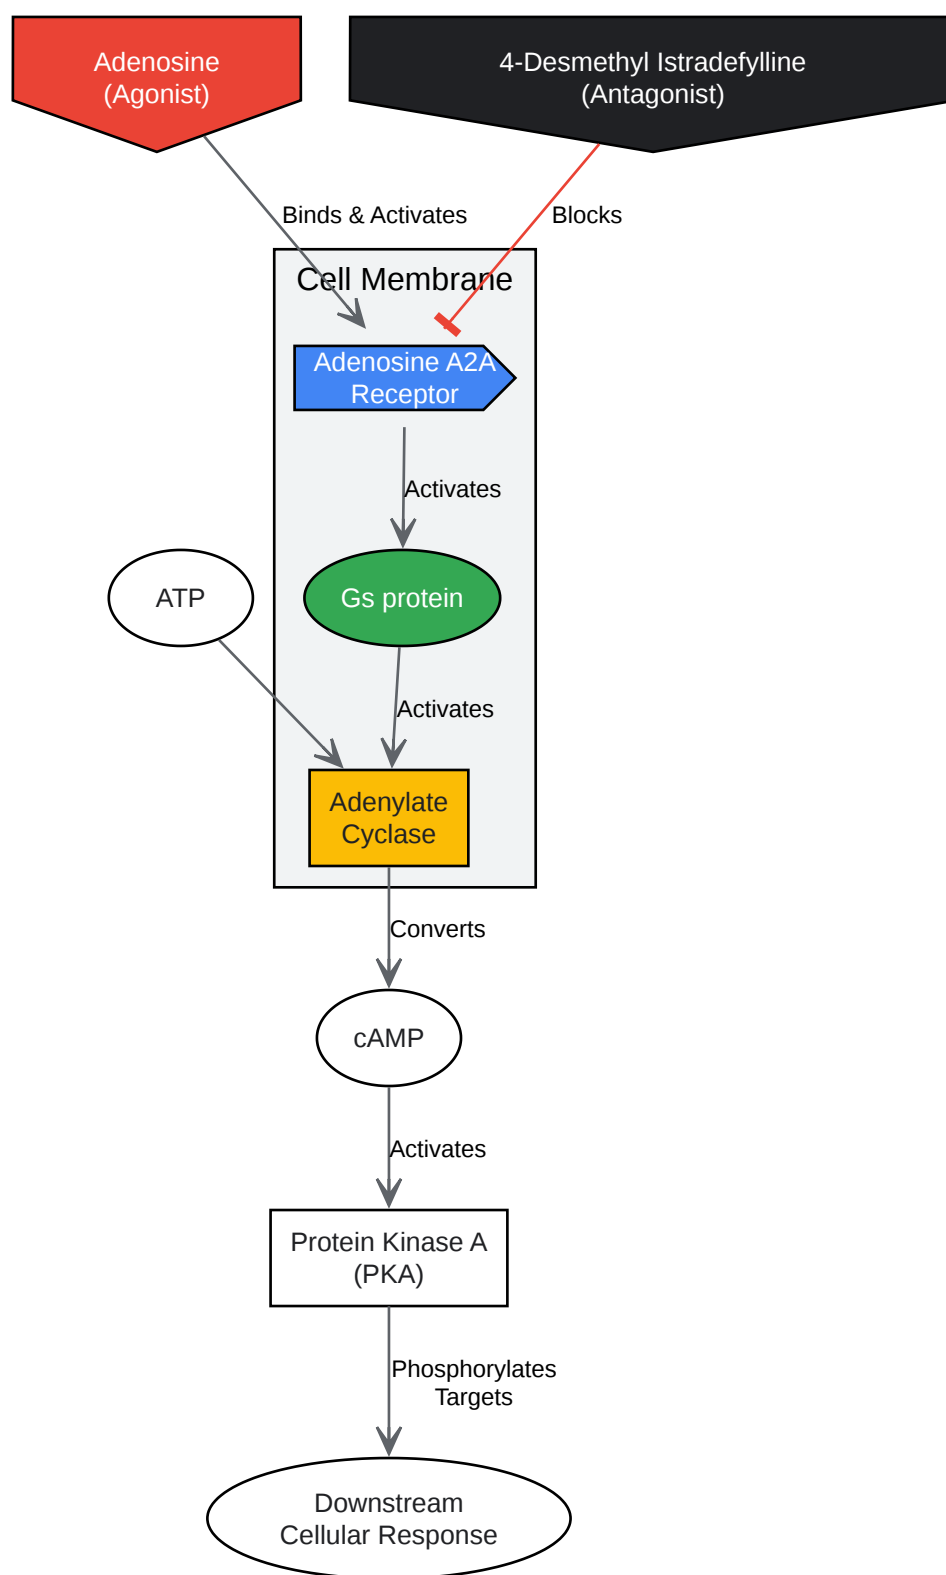 Adenosine
(Agonist)
4-Desmethyl Istradefylline
(Antagonist)
Binds & Activates
Blocks
Cell Membrane
Adenosine A2A
Receptor
Activates
ATP
Gs protein
Activates
Adenylate
Cyclase
Converts
cAMP
Activates
Protein Kinase A
(PKA)
Phosphorylates
Targets
Downstream
Cellular Response